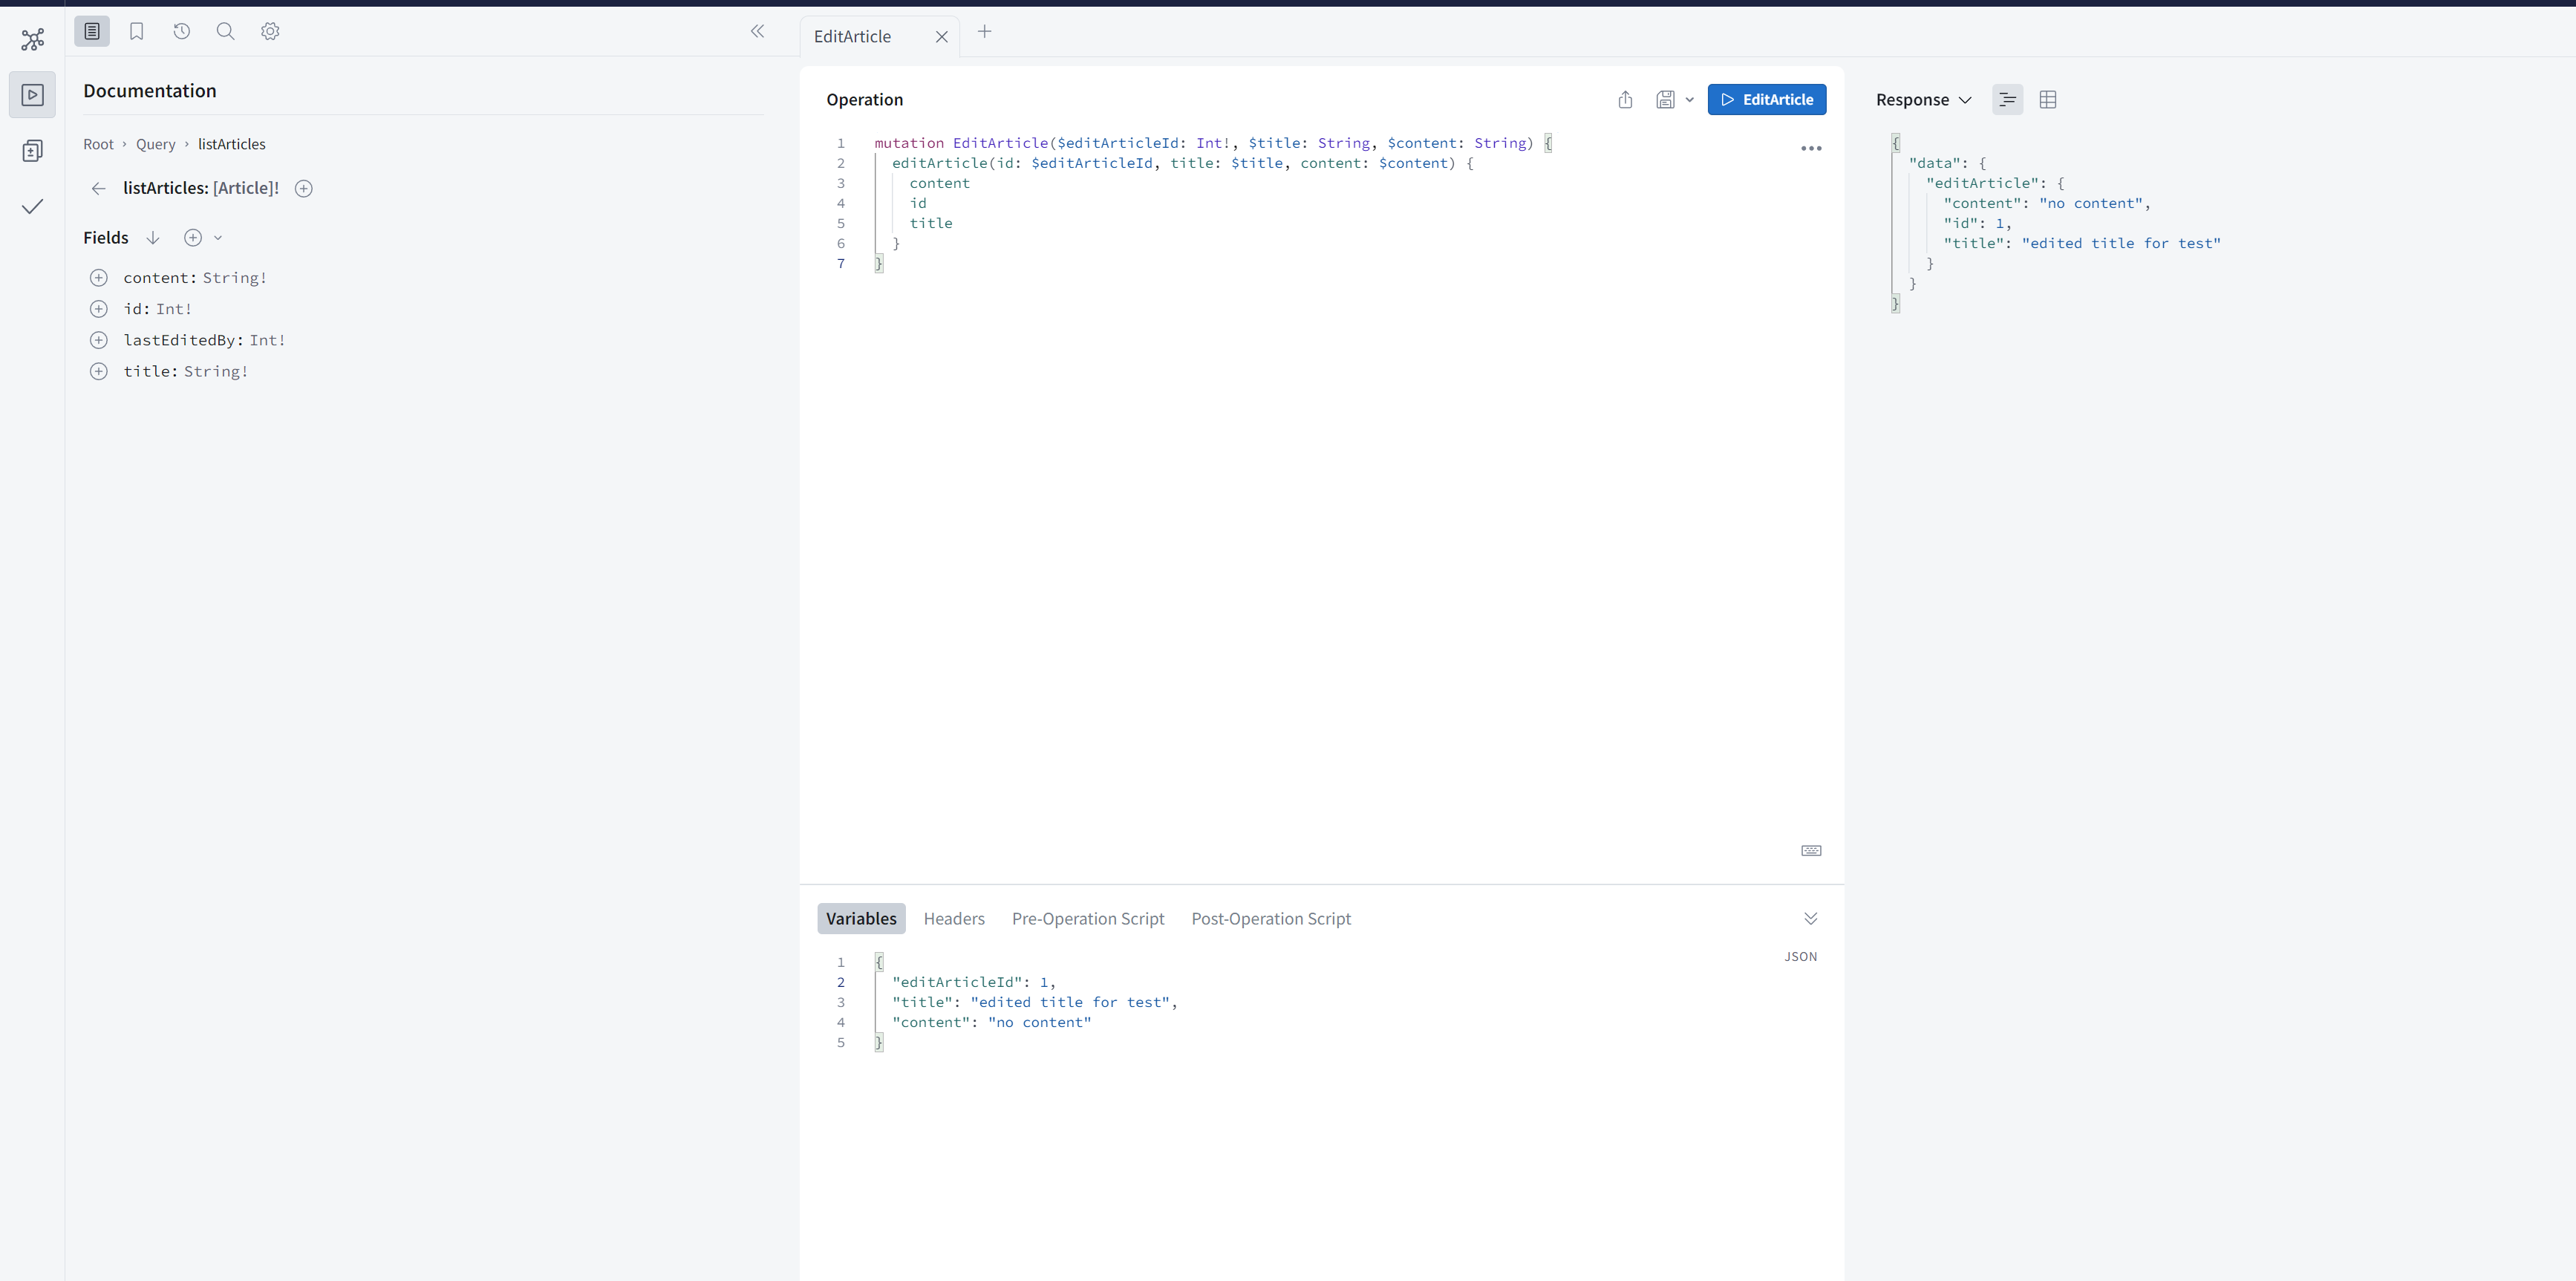 Documentation
Root › Query › listArticles
listArticles: [Article]!
Fields
content: String!
id: Int!
lastEditedBy: Int!
title: String!
EditArticle
Operation
EditArticle
1 mutation EditArticle($editArticleId: Int!, $title: String, $content: String) {
2 editArticle(id: $editArticleId, title: $title, content: $content) {
3 content
4 id
5 title
6 }
7 }
Variables Headers Pre-Operation Script Post-Operation Script
JSON
1 {
2 "editArticleId": 1,
3 "title": "edited title for test",
4 "content": "no content"
5 }
Response
{
"data": {
"editArticle": {
"content": "no content",
"id": 1,
"title": "edited title for test"
}
}
}